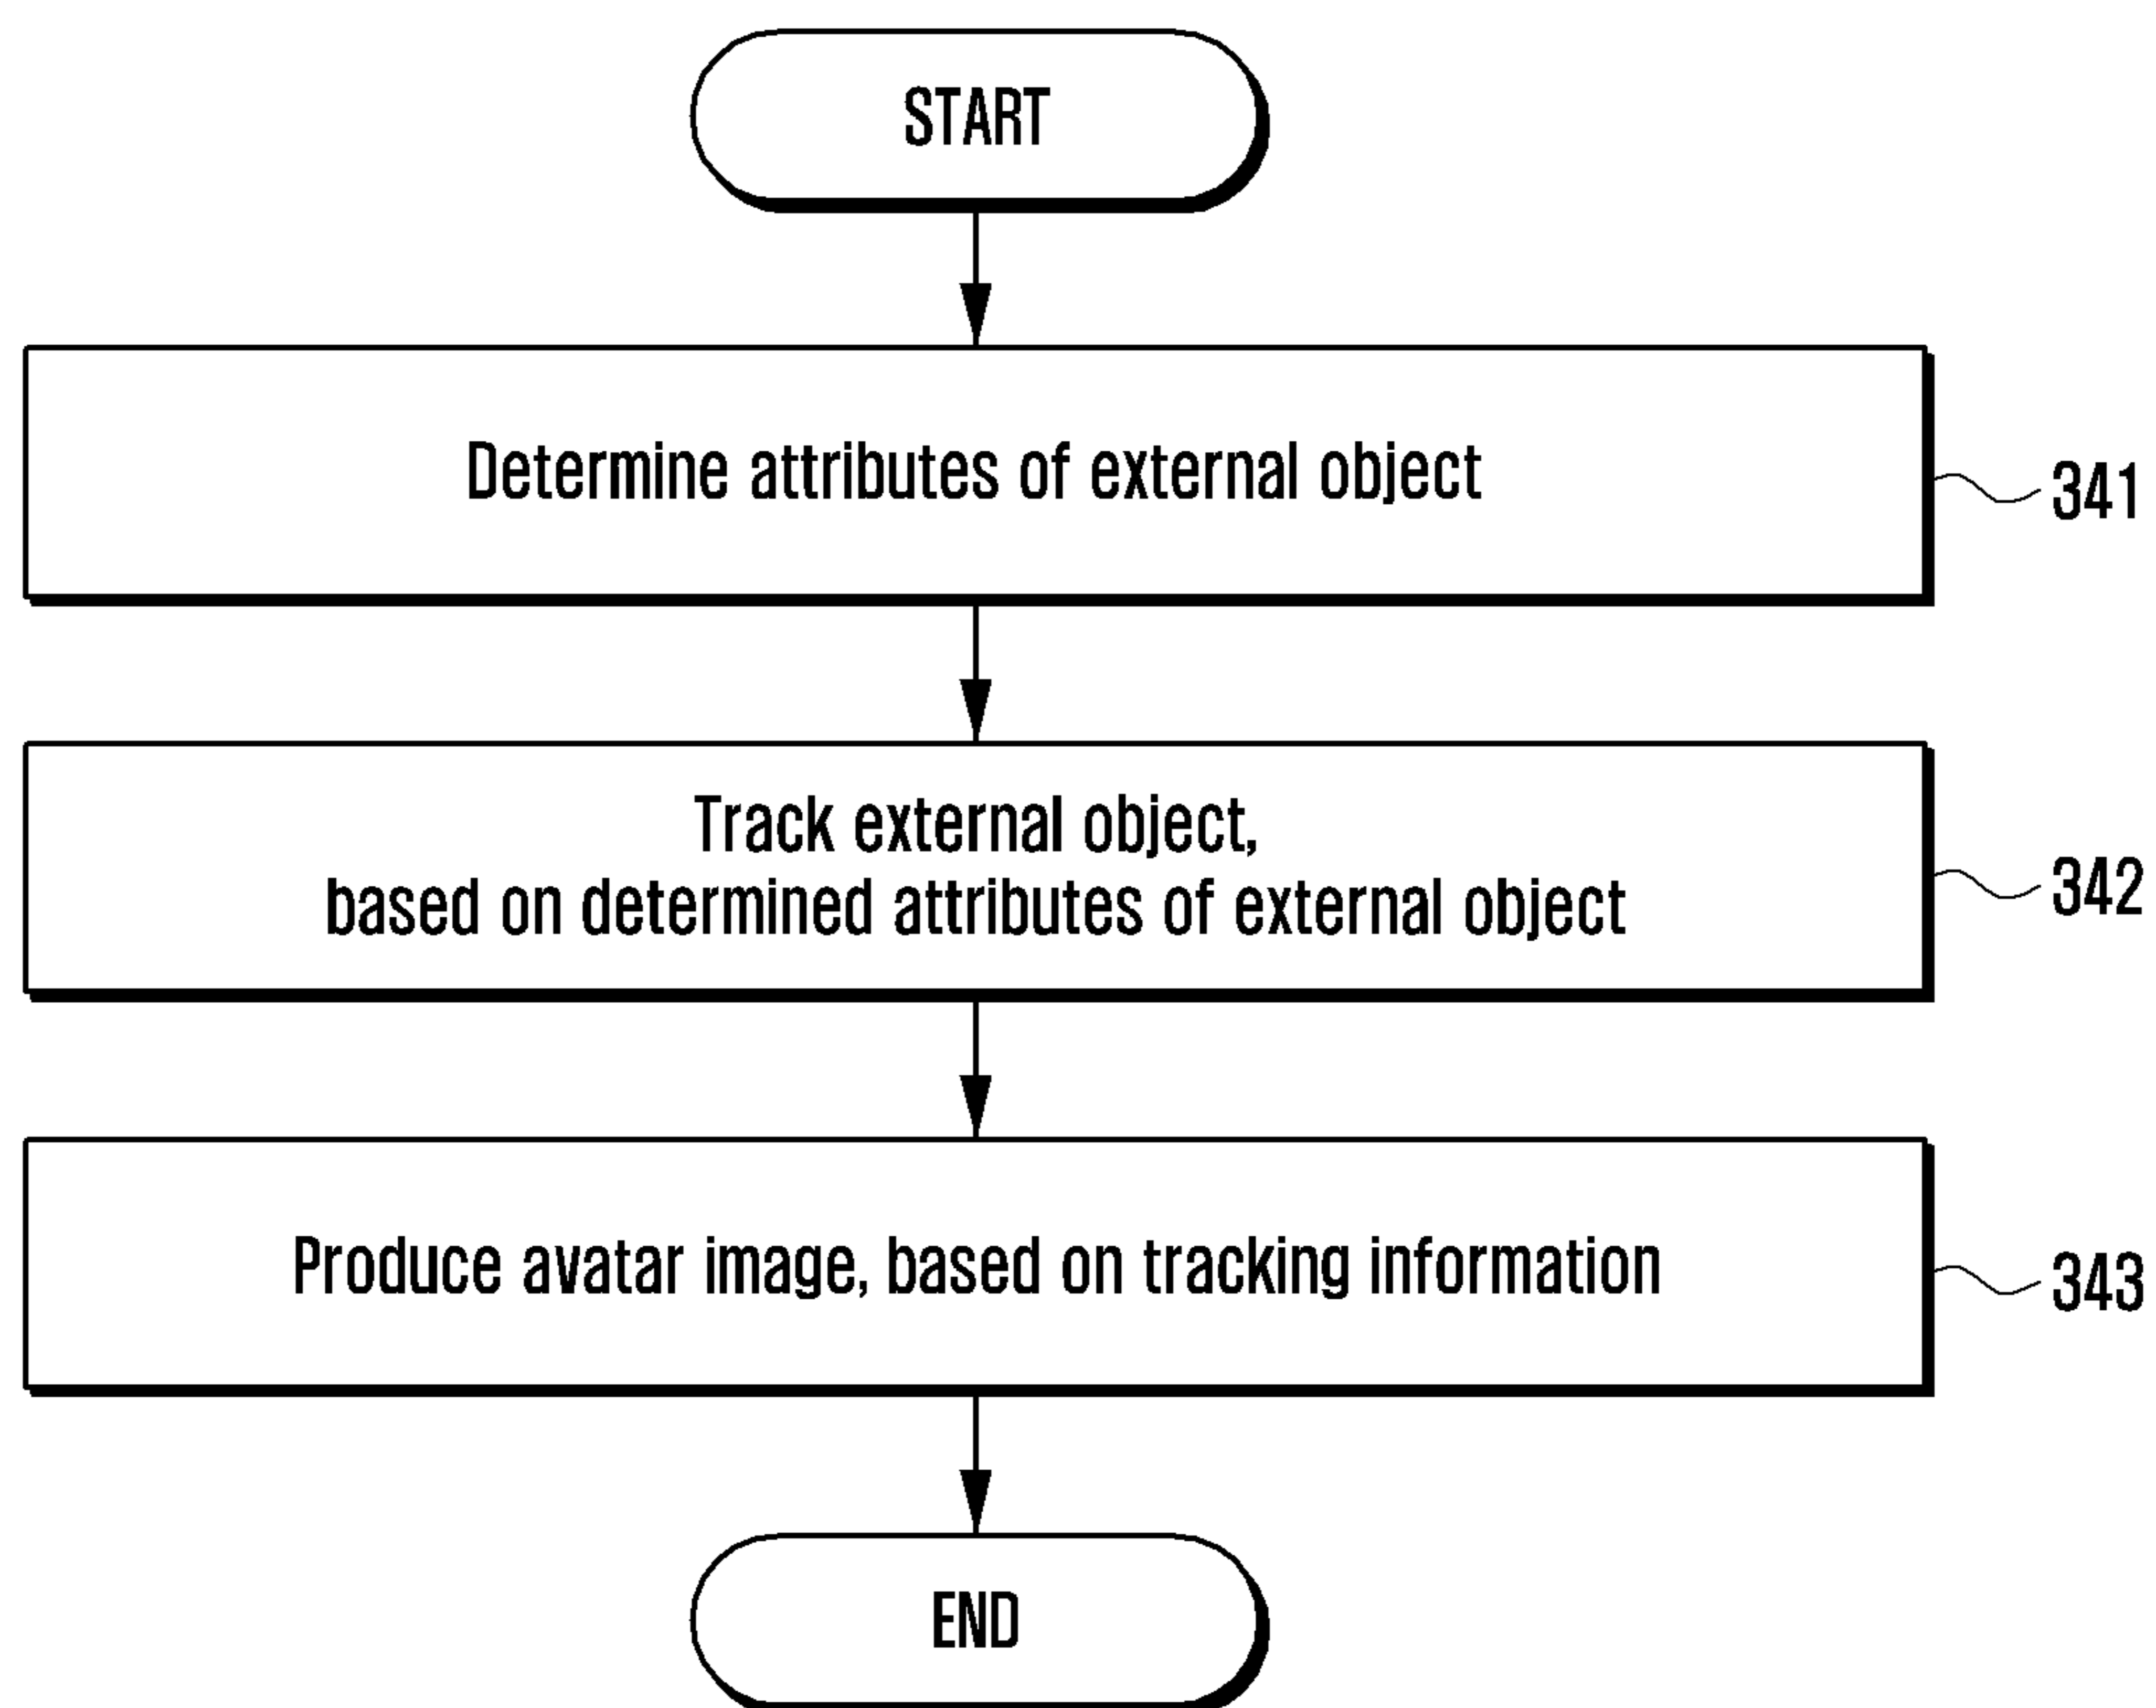 START
Determine attributes of external object
341
Track external object,
based on determined attributes of external object
342
Produce avatar image, based on tracking information
343
END